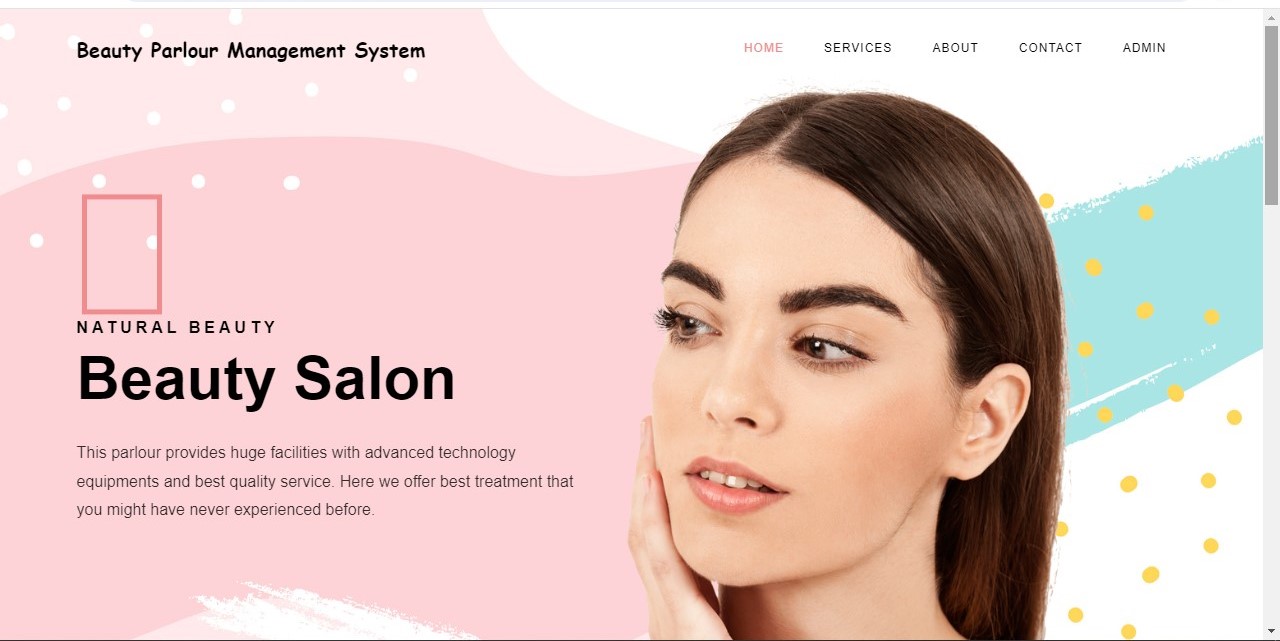 Beauty Parlour Management System
HOME SERVICES ABOUT CONTACT ADMIN
NATURAL BEAUTY
Beauty Salon
This parlour provides huge facilities with advanced technology
equipments and best quality service. Here we offer best treatment that
you might have never experienced before.